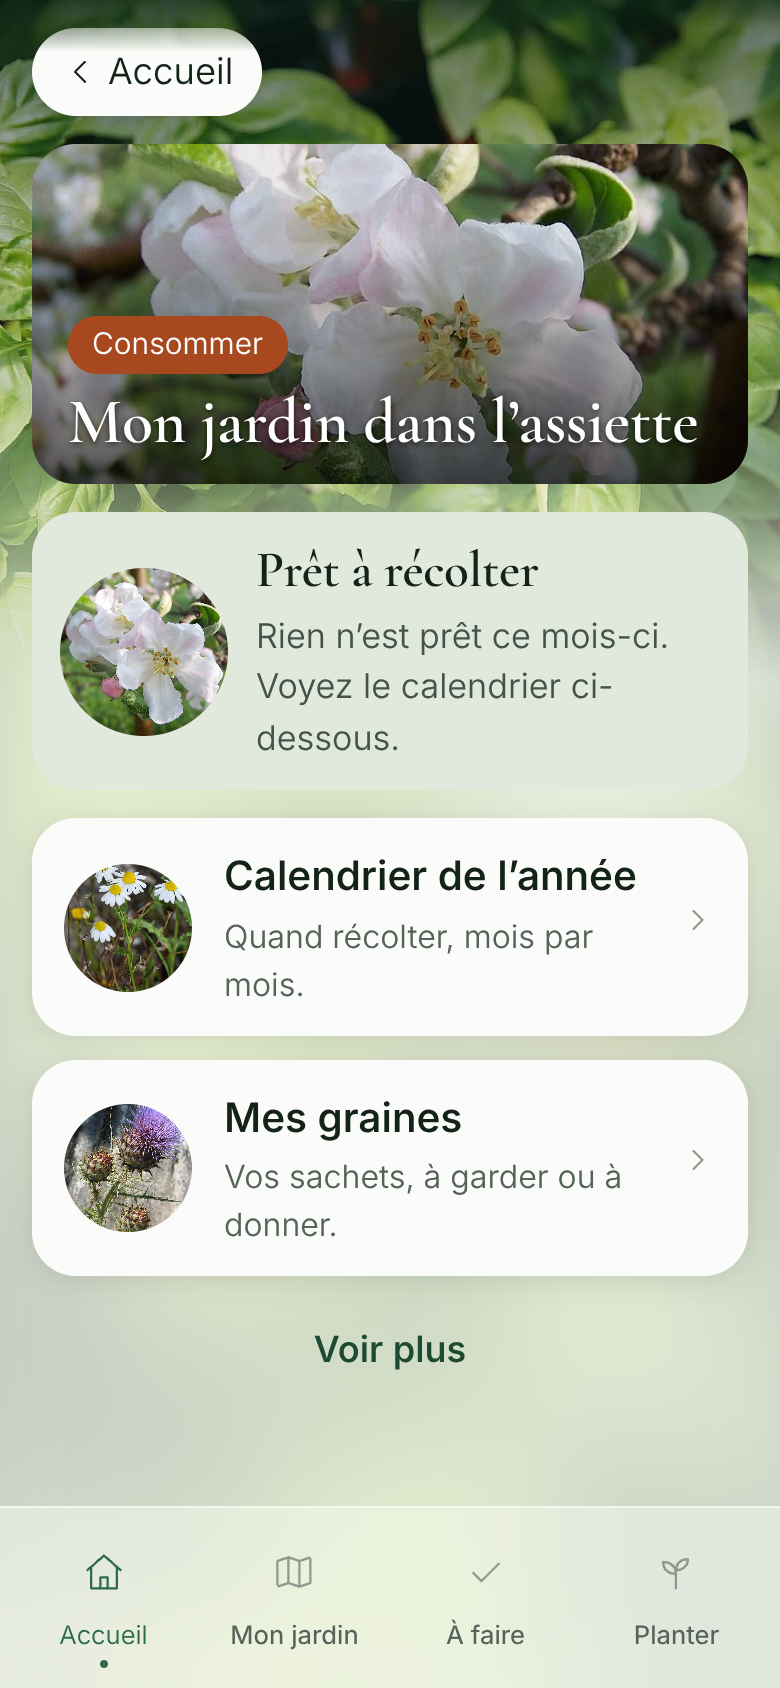 Accueil
Consommer
Mon jardin dans l’assiette
Prêt à récolter
Rien n’est prêt ce mois-ci.
Voyez le calendrier ci-
dessous.
Calendrier de l’année
Quand récolter, mois par
mois.
Mes graines
Vos sachets, à garder ou à
donner.
Voir plus
Accueil
Mon jardin
À faire
Planter